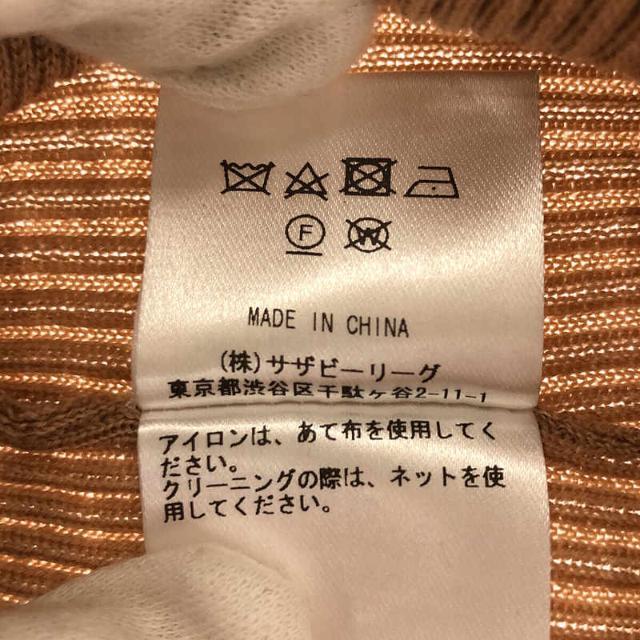 F
W
MADE IN CHINA
(株)サザビーリーグ
東京都渋谷区千駄ヶ谷2-11-1
アイロンは、あて布を使用してく
ださい。
クリーニングの際は、ネットを使
用してください。